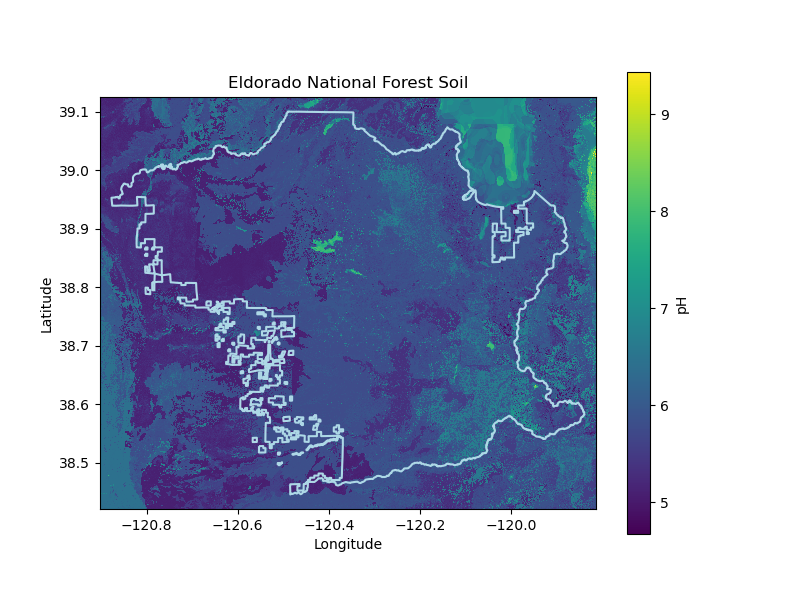 Eldorado National Forest Soil
39.1
39.0
38.9
38.8
38.7
38.6
38.5
Latitude
−120.8 −120.6 −120.4 −120.2 −120.0
Longitude
9
8
7
6
5
pH